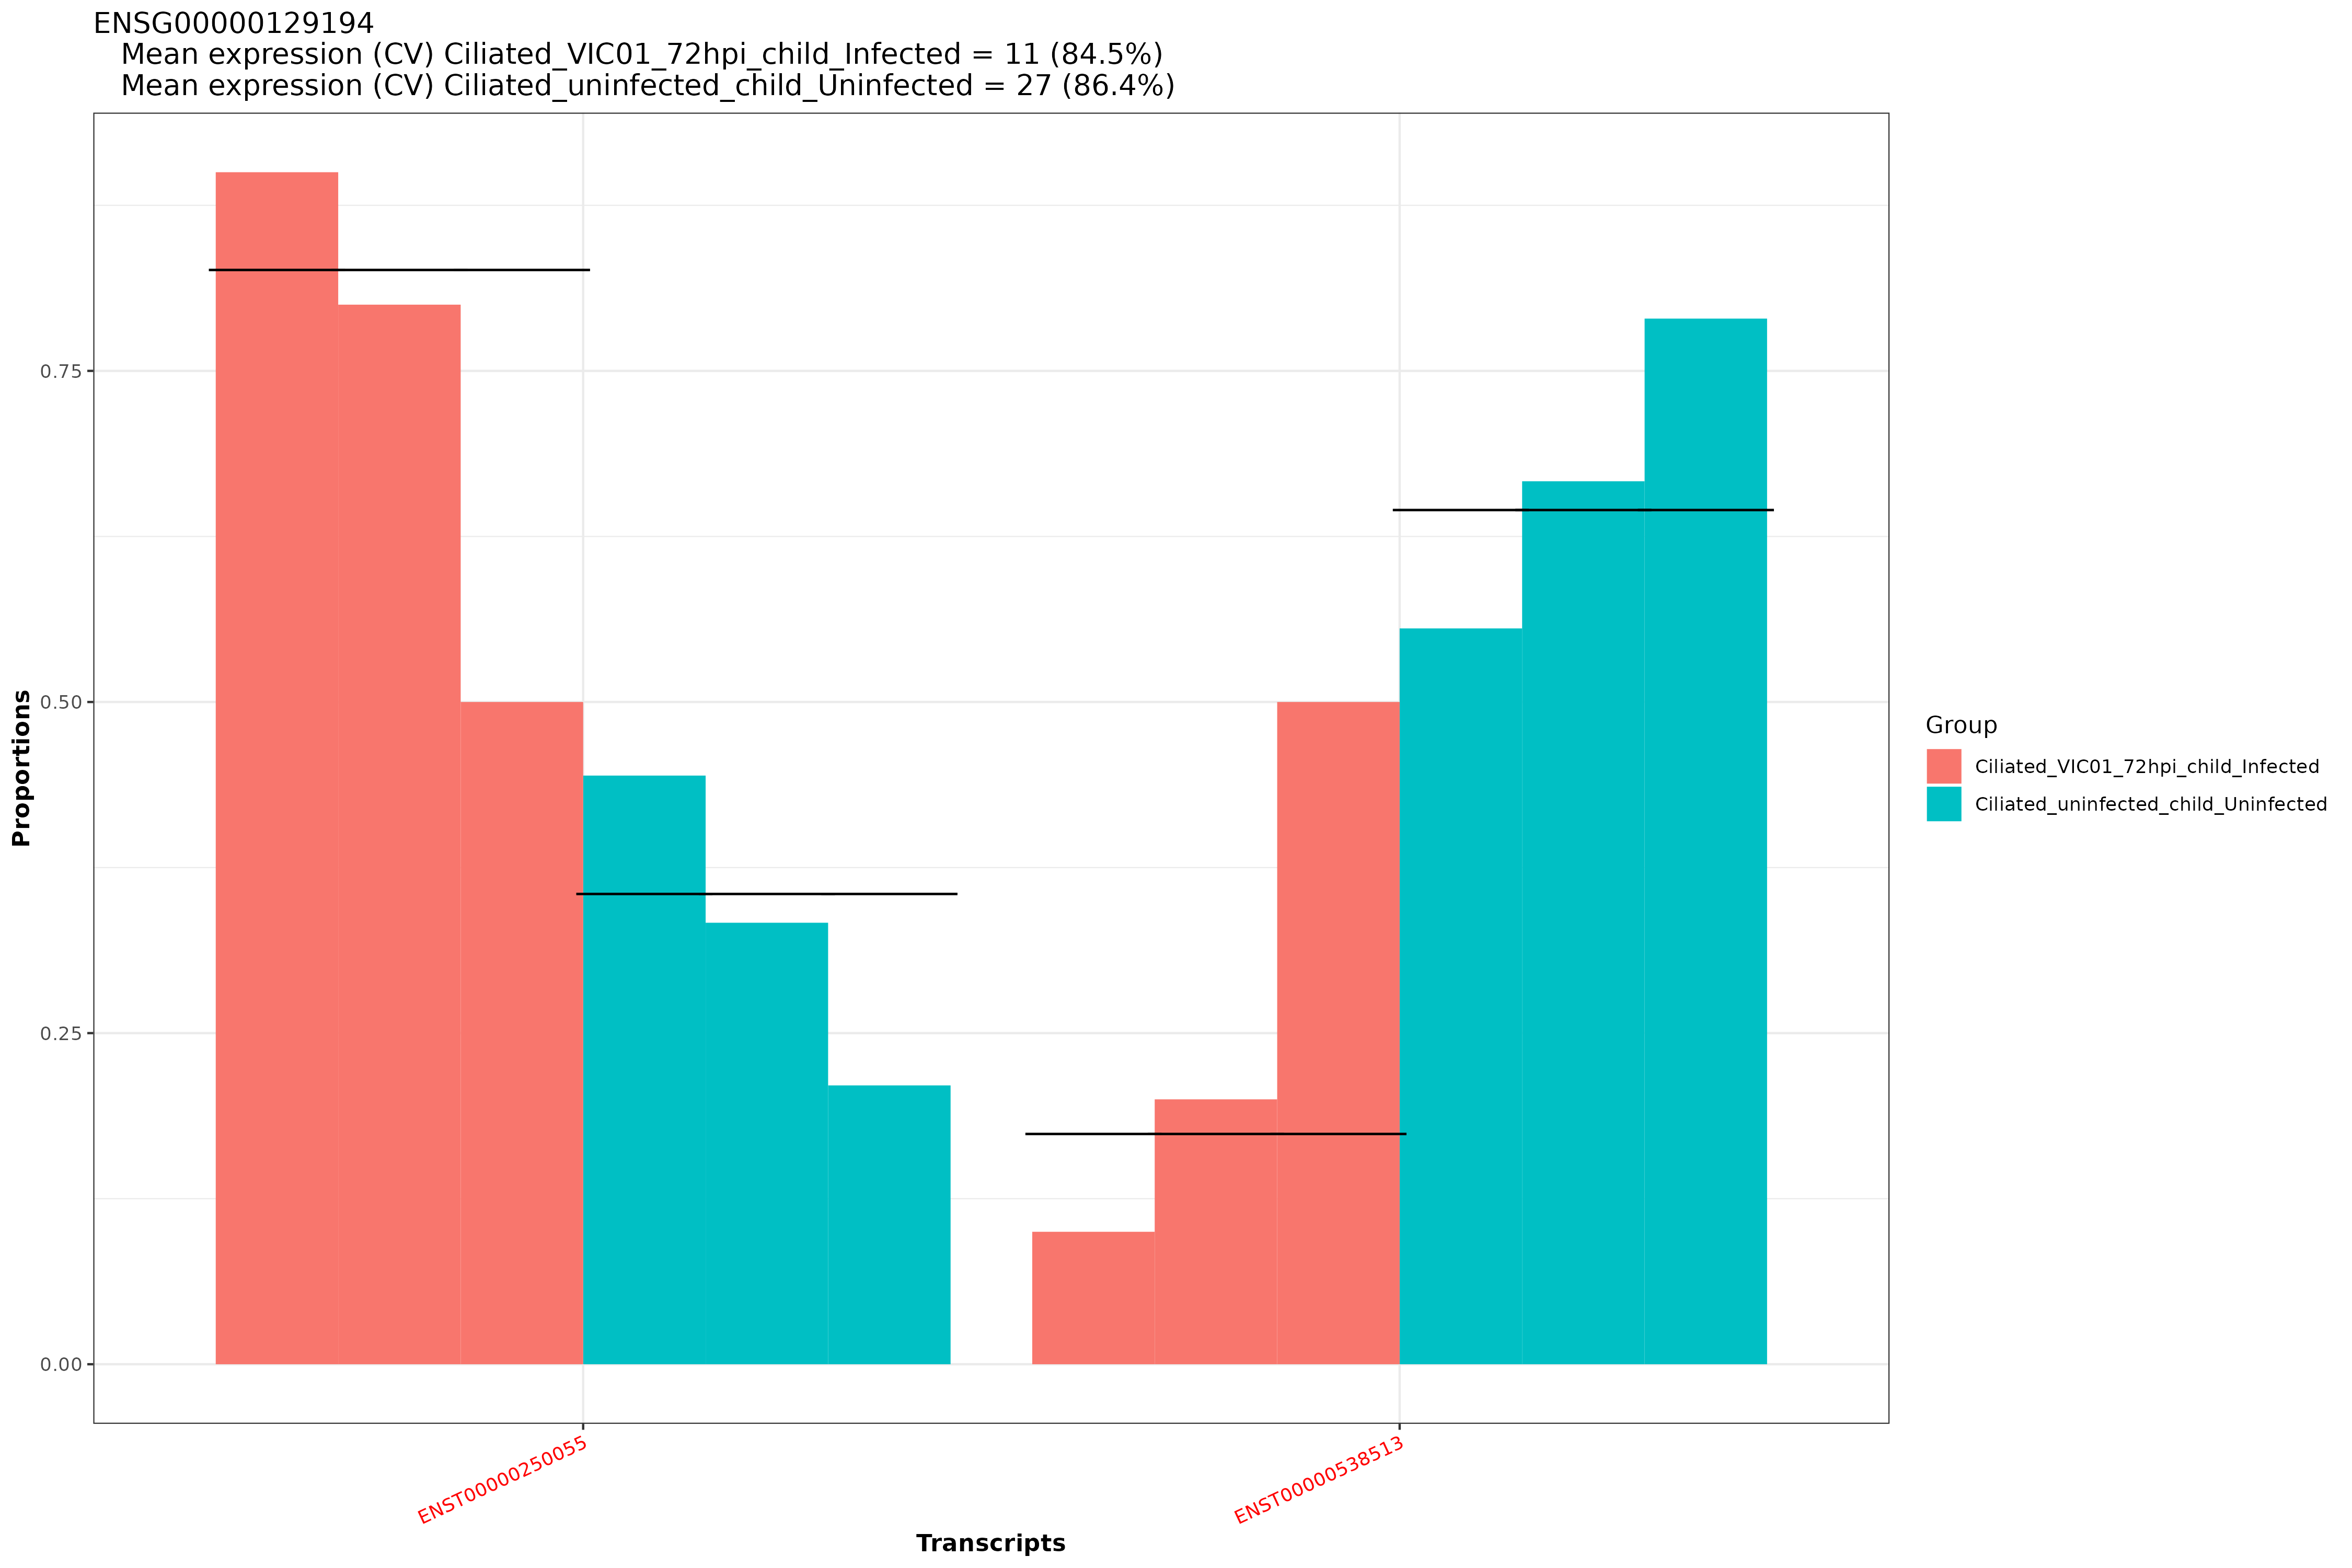 ENSG00000129194
Mean expression (CV) Ciliated_VIC01_72hpi_child_Infected = 11 (84.5%)
Mean expression (CV) Ciliated_uninfected_child_Uninfected = 27 (86.4%)
0.75
0.50
0.25
0.00
Proportions
ENST0000250055
ENST00000538513
Transcripts
Group
Ciliated_VIC01_72hpi_child_Infected
Ciliated_uninfected_child_Uninfected